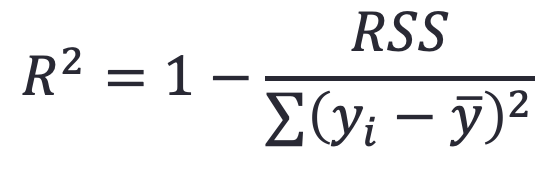 R² = 1 − RSS / ∑(yᵢ − ȳ)²